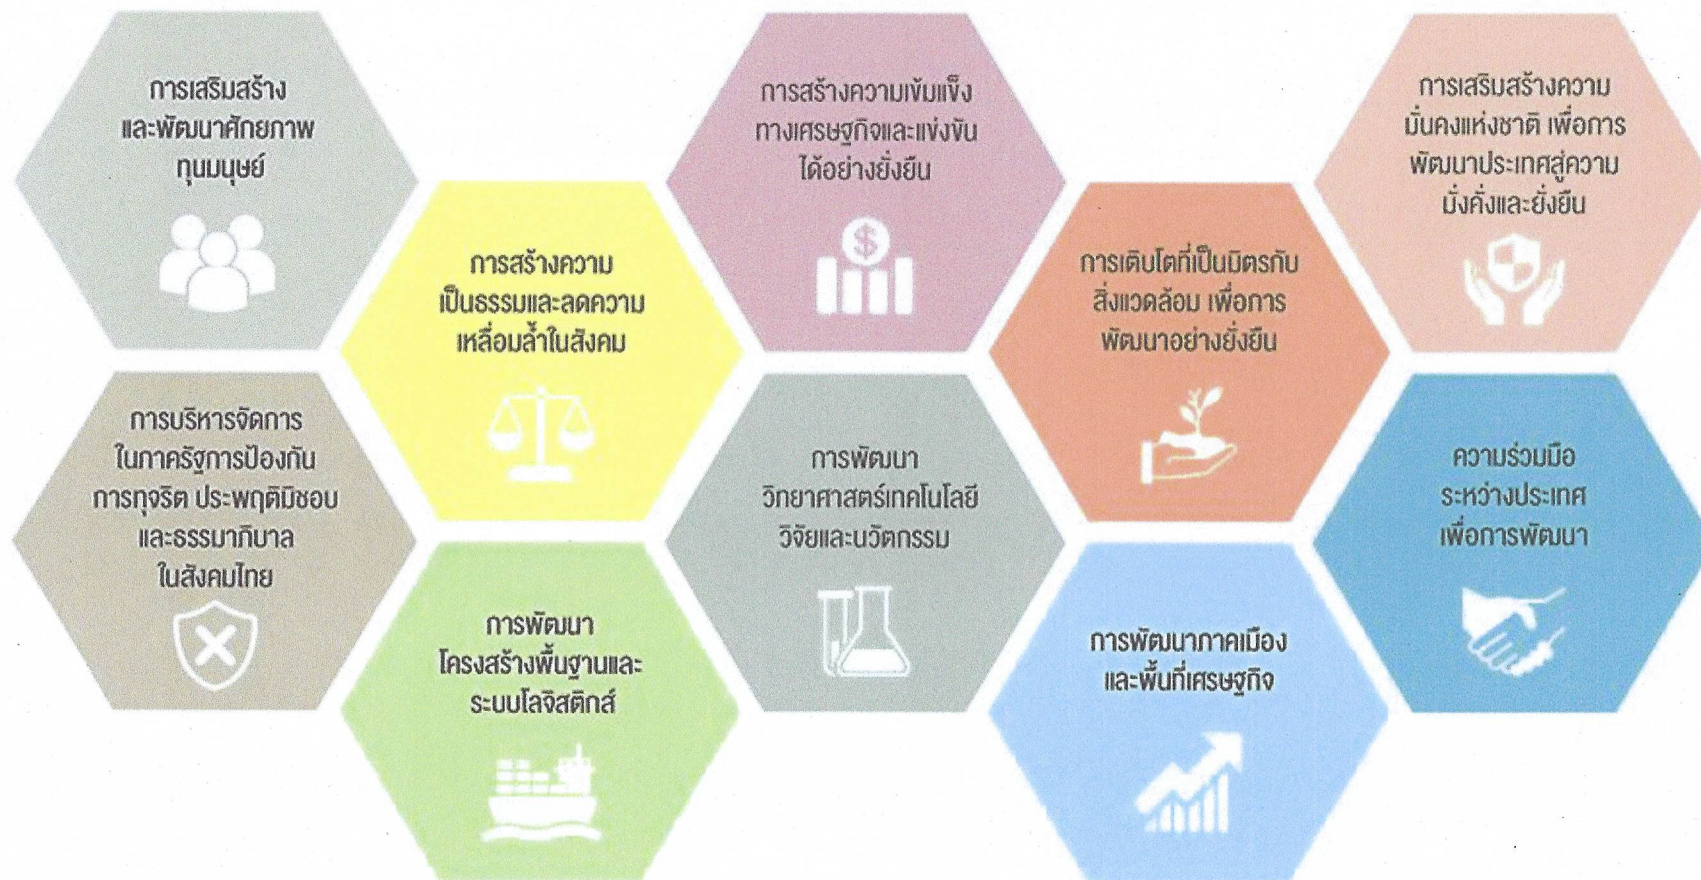 การเสริมสร้าง
และพัฒนาศักยภาพ
ทุนมนุษย์
การสร้างความ
เป็นธรรมและลดความ
เหลื่อมล้ำในสังคม
การสร้างความเข้มแข็ง
ทางเศรษฐกิจและแข่งขัน
ได้อย่างยั่งยืน
การเติบโตที่เป็นมิตรกับ
สิ่งแวดล้อม เพื่อการ
พัฒนาอย่างยั่งยืน
การเสริมสร้างความ
มั่นคงแห่งชาติ เพื่อการ
พัฒนาประเทศสู่ความ
มั่งคั่งและยั่งยืน
การบริหารจัดการ
ในภาครัฐการป้องกัน
การทุจริต ประพฤติมิชอบ
และธรรมาภิบาล
ในสังคมไทย
การพัฒนา
โครงสร้างพื้นฐานและ
ระบบโลจิสติกส์
การพัฒนา
วิทยาศาสตร์เทคโนโลยี
วิจัยและนวัตกรรม
การพัฒนาภาคเมือง
และพื้นที่เศรษฐกิจ
ความร่วมมือ
ระหว่างประเทศ
เพื่อการพัฒนา